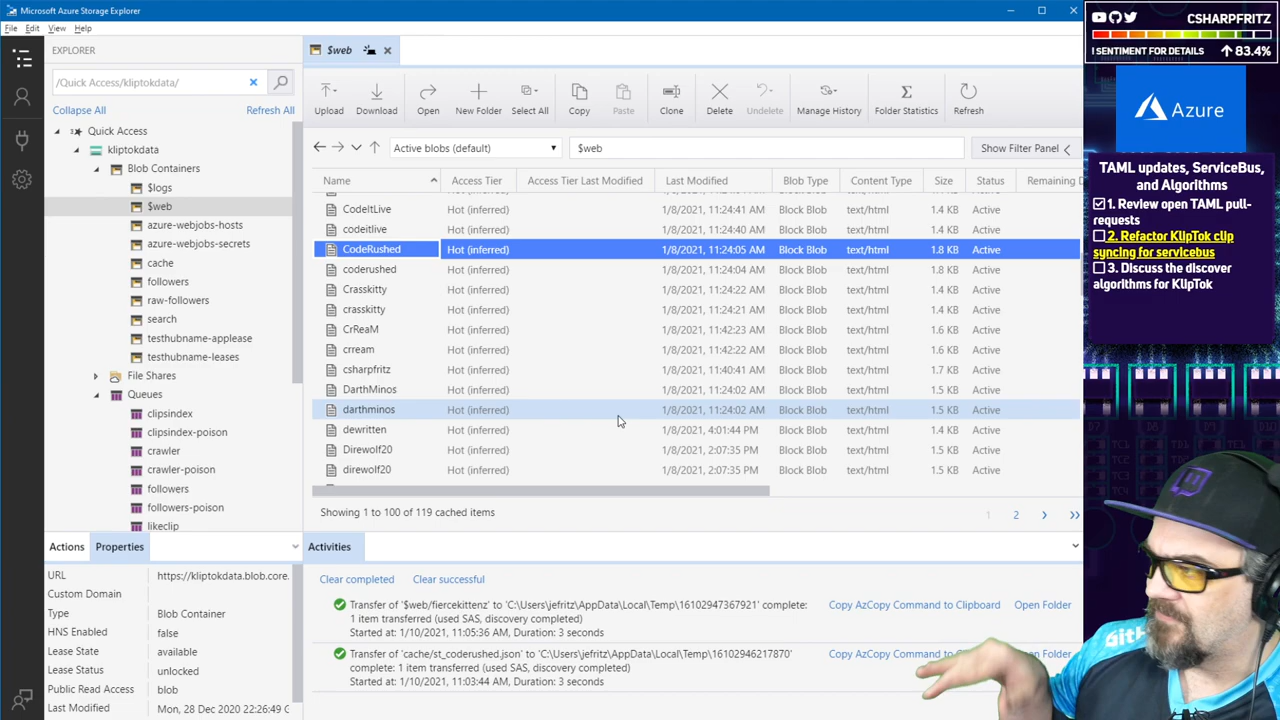 Microsoft Azure Storage Explorer
File Edit View Help
EXPLORER
/Quick Access/kliptokdata/
Collapse All Refresh All
Quick Access
kliptokdata
Blob Containers
$logs
$web
azure-webjobs-hosts
azure-webjobs-secrets
cache
followers
raw-followers
search
testhubname-applease
testhubname-leases
File Shares
Queues
clipsindex
clipsindex-poison
crawler
crawler-poison
followers
followers-poison
likeclip
Actions Properties
URL https://kliptokdata.blob.core.
Custom Domain
Type Blob Container
HNS Enabled false
Lease State available
Lease Status unlocked
Public Read Access blob
Last Modified Mon, 28 Dec 2020 22:26:49 G
$web
Upload Download Open New Folder Select All Copy Paste Clone Delete Undelete Manage History Folder Statistics Refresh
Active blobs (default) $web Show Filter Panel
Name Access Tier Access Tier Last Modified Last Modified Blob Type Content Type Size Status Remaining D
CodeItLive Hot (inferred) 1/8/2021, 11:24:41 AM Block Blob text/html 1.4 KB Active
codeitlive Hot (inferred) 1/8/2021, 11:24:40 AM Block Blob text/html 1.4 KB Active
CodeRushed Hot (inferred) 1/8/2021, 11:24:05 AM Block Blob text/html 1.8 KB Active
coderushed Hot (inferred) 1/8/2021, 11:24:04 AM Block Blob text/html 1.8 KB Active
Crasskitty Hot (inferred) 1/8/2021, 11:24:22 AM Block Blob text/html 1.4 KB Active
crasskitty Hot (inferred) 1/8/2021, 11:24:21 AM Block Blob text/html 1.4 KB Active
CrReaM Hot (inferred) 1/8/2021, 11:42:23 AM Block Blob text/html 1.6 KB Active
crream Hot (inferred) 1/8/2021, 11:42:22 AM Block Blob text/html 1.6 KB Active
csharpfritz Hot (inferred) 1/8/2021, 11:40:41 AM Block Blob text/html 1.7 KB Active
DarthMinos Hot (inferred) 1/8/2021, 11:24:02 AM Block Blob text/html 1.5 KB Active
darthminos Hot (inferred) 1/8/2021, 11:24:02 AM Block Blob text/html 1.5 KB Active
dewritten Hot (inferred) 1/8/2021, 4:01:44 PM Block Blob text/html 1.5 KB Active
Direwolf20 Hot (inferred) 1/8/2021, 2:07:35 PM Block Blob text/html 1.5 KB Active
direwolf20 Hot (inferred) 1/8/2021, 2:07:35 PM Block Blob text/html 1.5 KB Active
Showing 1 to 100 of 119 cached items 1 2
Activities
Clear completed Clear successful
Transfer of '$web/fiercekittenz' to 'C:\Users\jefritz\AppData\Local\Temp\16102947367921' complete: Copy AzCopy Command to Clipboard Open Folder
1 item transferred (used SAS, discovery completed)
Started at: 1/10/2021, 11:05:36 AM, Duration: 3 seconds
Transfer of 'cache/st_coderushed.json' to 'C:\Users\jefritz\AppData\Local\Temp\16102946217870' Copy AzCopy Command to Open Folder
complete: 1 item transferred (used SAS, discovery completed)
Started at: 1/10/2021, 11:03:44 AM, Duration: 3 seconds
CSHARPFRITZ
! SENTIMENT FOR DETAILS 83.4%
Azure
TAML updates, ServiceBus,
and Algorithms
1. Review open TAML pull-
requests
2. Refactor KlipTok clip
syncing for servicebus
3. Discuss the discover
algorithms for KlipTok
D7 D8 D9